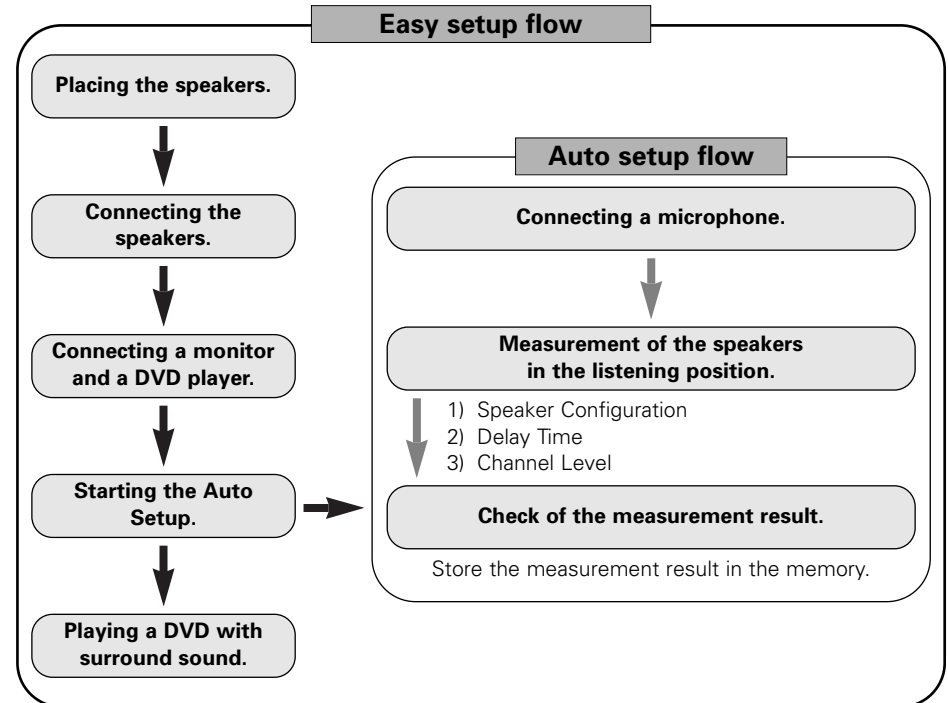 Easy setup flow
Placing the speakers.
Connecting the
speakers.
Connecting a monitor
and a DVD player.
Starting the Auto
Setup.
Playing a DVD with
surround sound.
Auto setup flow
Connecting a microphone.
Measurement of the speakers
in the listening position.
1) Speaker Configuration
2) Delay Time
3) Channel Level
Check of the measurement result.
Store the measurement result in the memory.